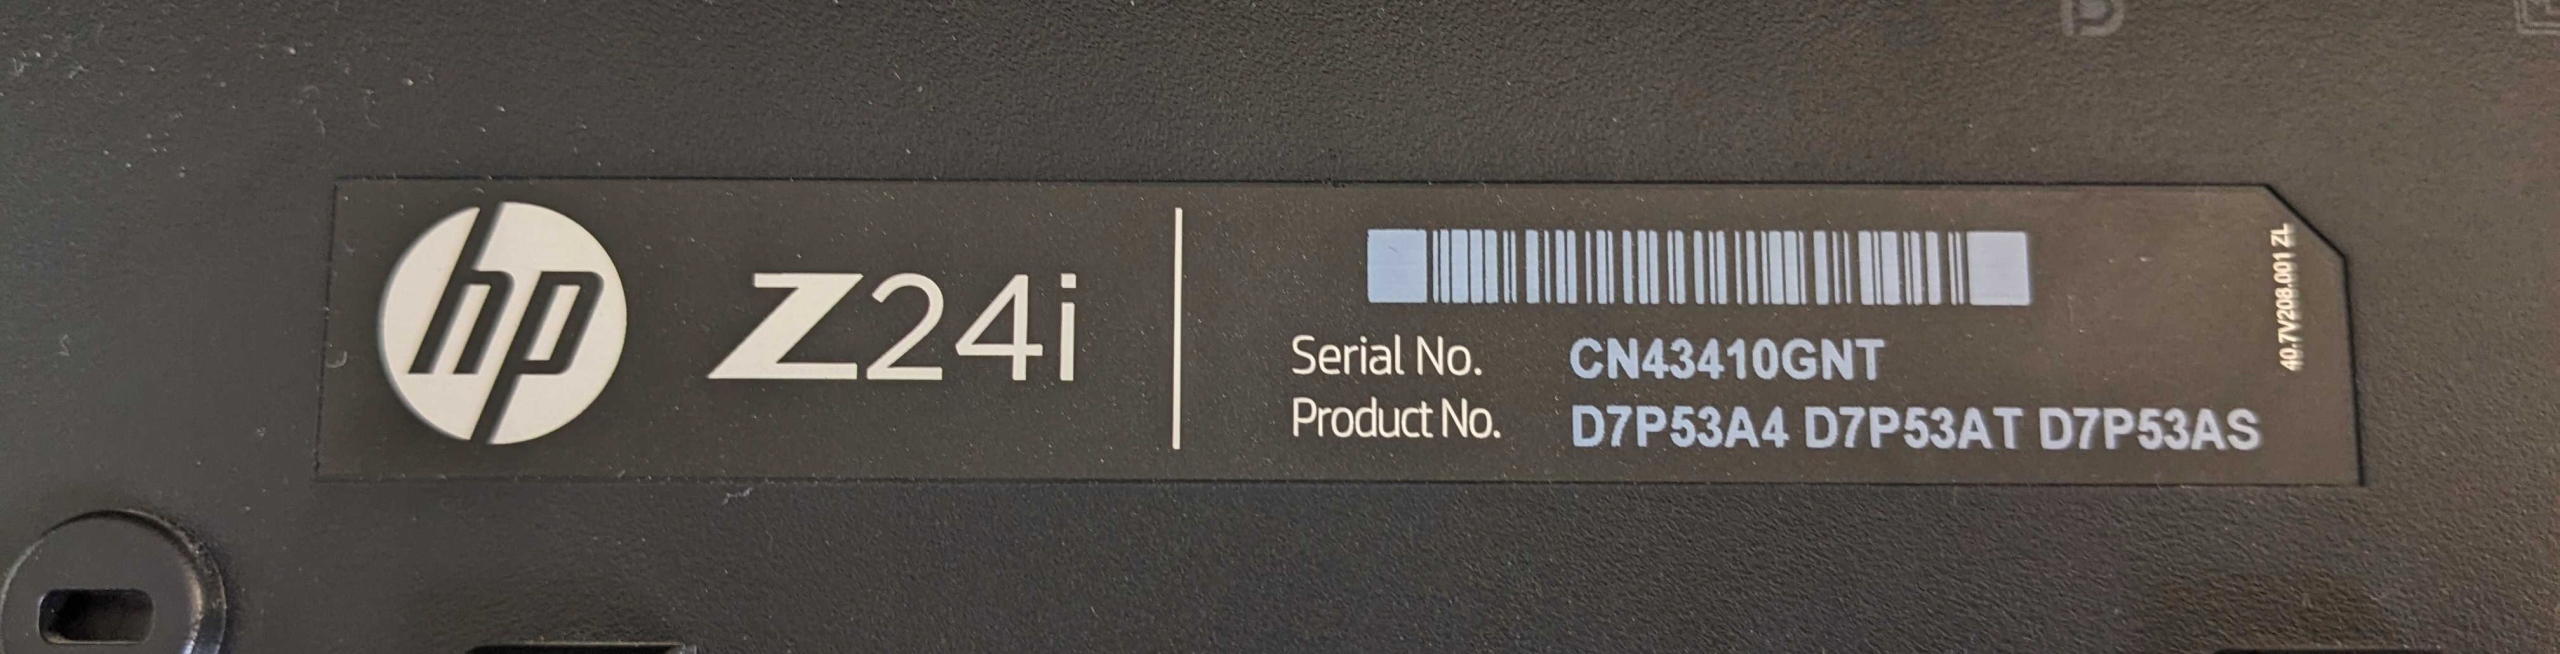 hp Z24i
Serial No. CN43410GNT
Product No. D7P53A4 D7P53AT D7P53AS
40.7V208.001 ZL